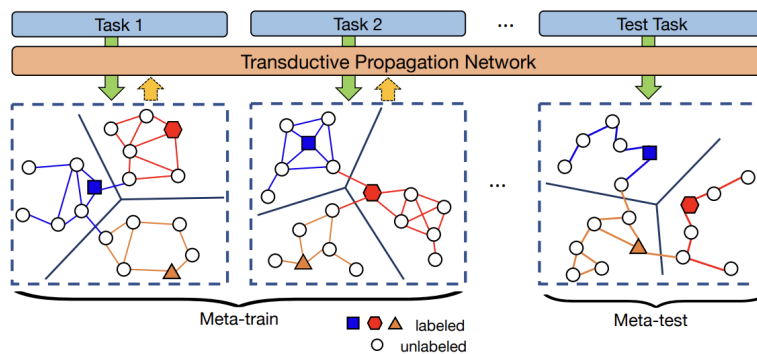 Task 1
Task 2
...
Test Task
Transductive Propagation Network
...
Meta-train
Meta-test
labeled
unlabeled